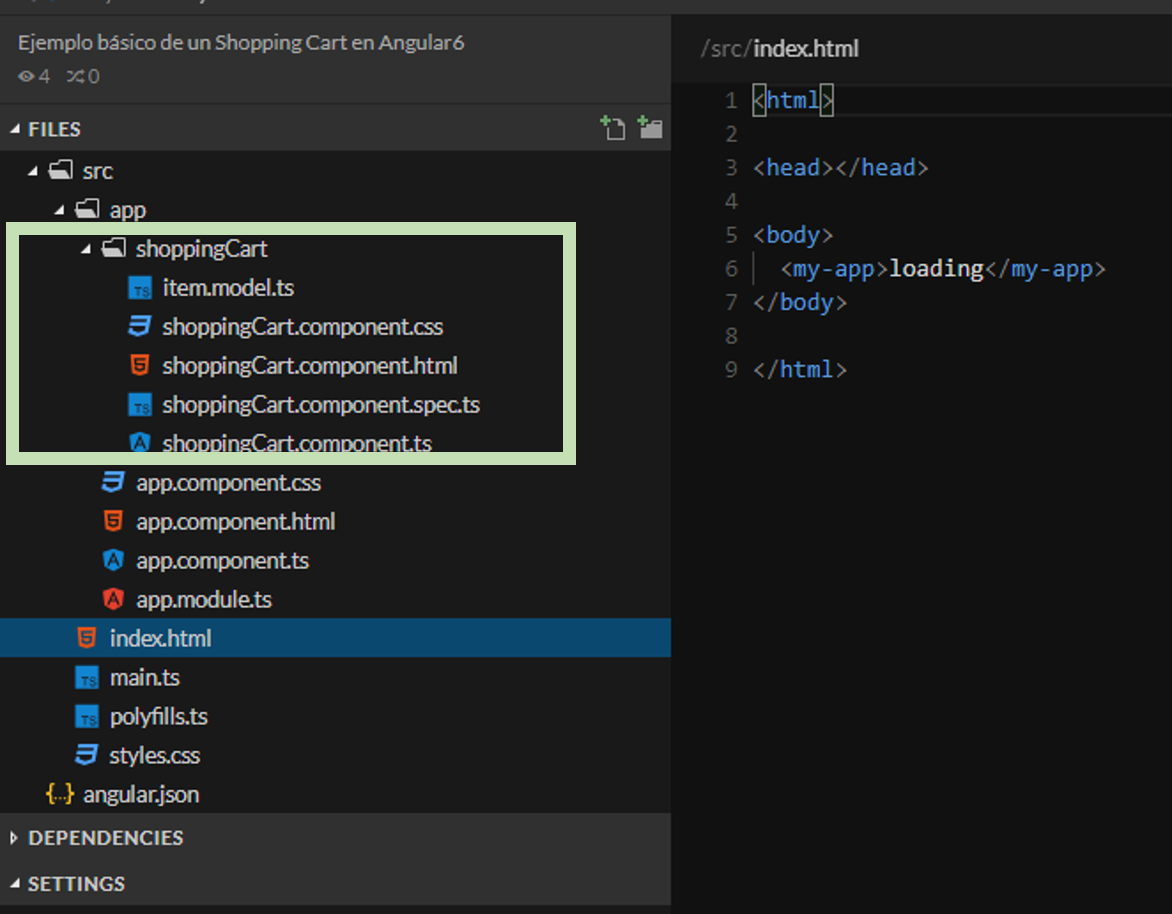 Ejemplo básico de un Shopping Cart en Angular6
4 0
FILES
src
app
shoppingCart
item.model.ts
shoppingCart.component.css
shoppingCart.component.html
shoppingCart.component.spec.ts
shoppingCart.component.ts
app.component.css
app.component.html
app.component.ts
app.module.ts
index.html
main.ts
polyfills.ts
styles.css
{..} angular.json
DEPENDENCIES
SETTINGS
/src/index.html
1 <html>
2
3 <head></head>
4
5 <body>
6 <my-app>loading</my-app>
7 </body>
8
9 </html>